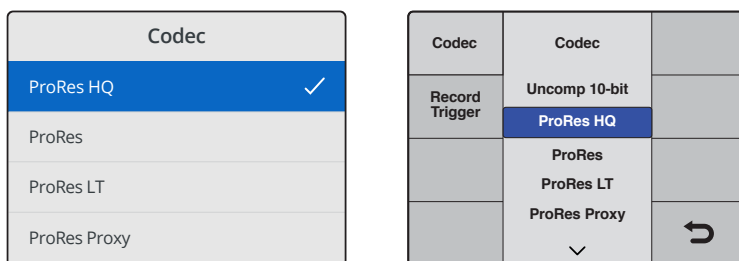 Codec
ProRes HQ
ProRes
ProRes LT
ProRes Proxy
Codec
Record
Trigger
Codec
Uncomp 10-bit
ProRes HQ
ProRes
ProRes LT
ProRes Proxy